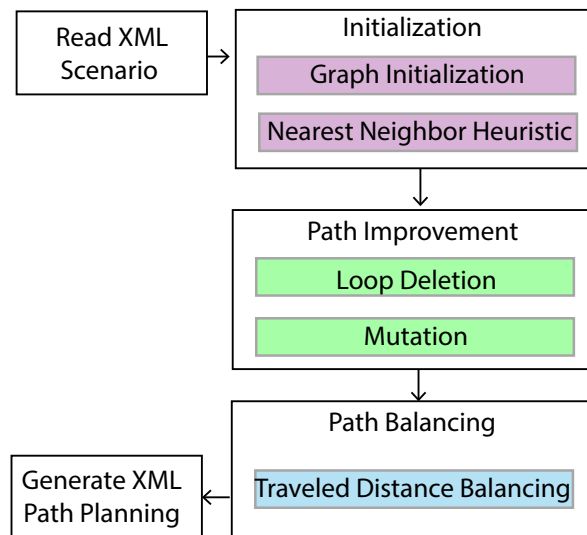 Read XML
Scenario
Initialization
Graph Initialization
Nearest Neighbor Heuristic
Path Improvement
Loop Deletion
Mutation
Path Balancing
Traveled Distance Balancing
Generate XML
Path Planning